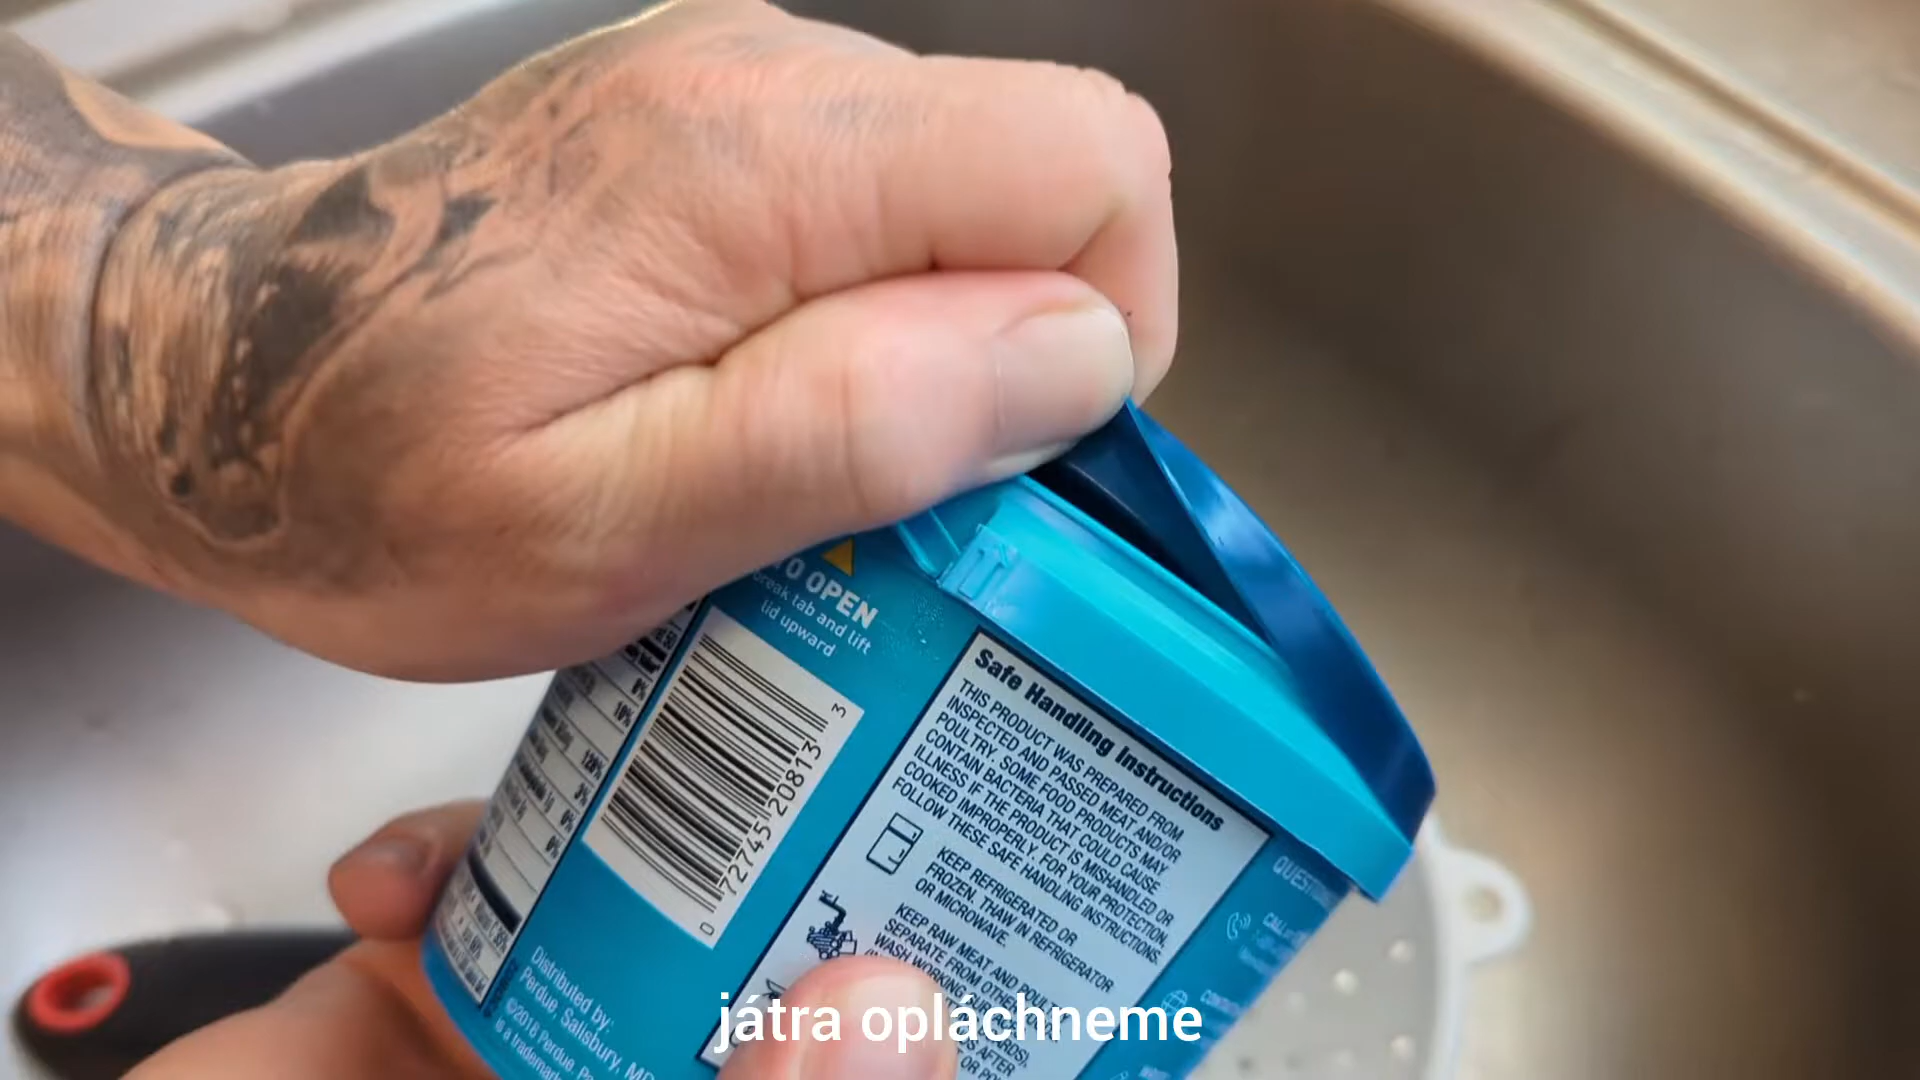 TO OPEN
break tab and lift
lid upward
0 72745 20813 3
Safe Handling Instructions
THIS PRODUCT WAS PREPARED FROM
INSPECTED AND PASSED MEAT AND/OR
POULTRY. SOME FOOD PRODUCTS MAY
CONTAIN BACTERIA THAT COULD CAUSE
ILLNESS IF THE PRODUCT IS MISHANDLED OR
COOKED IMPROPERLY. FOR YOUR PROTECTION,
FOLLOW THESE SAFE HANDLING INSTRUCTIONS.
KEEP REFRIGERATED OR
FROZEN. THAW IN REFRIGERATOR
OR MICROWAVE.
KEEP RAW MEAT AND POULTRY
SEPARATE FROM OTHER
WASH WORKING
AFTER
OR
Distributed by:
Perdue, Salisbury, MD
©2018 Perdue.
is a trademark
játra opláchneme